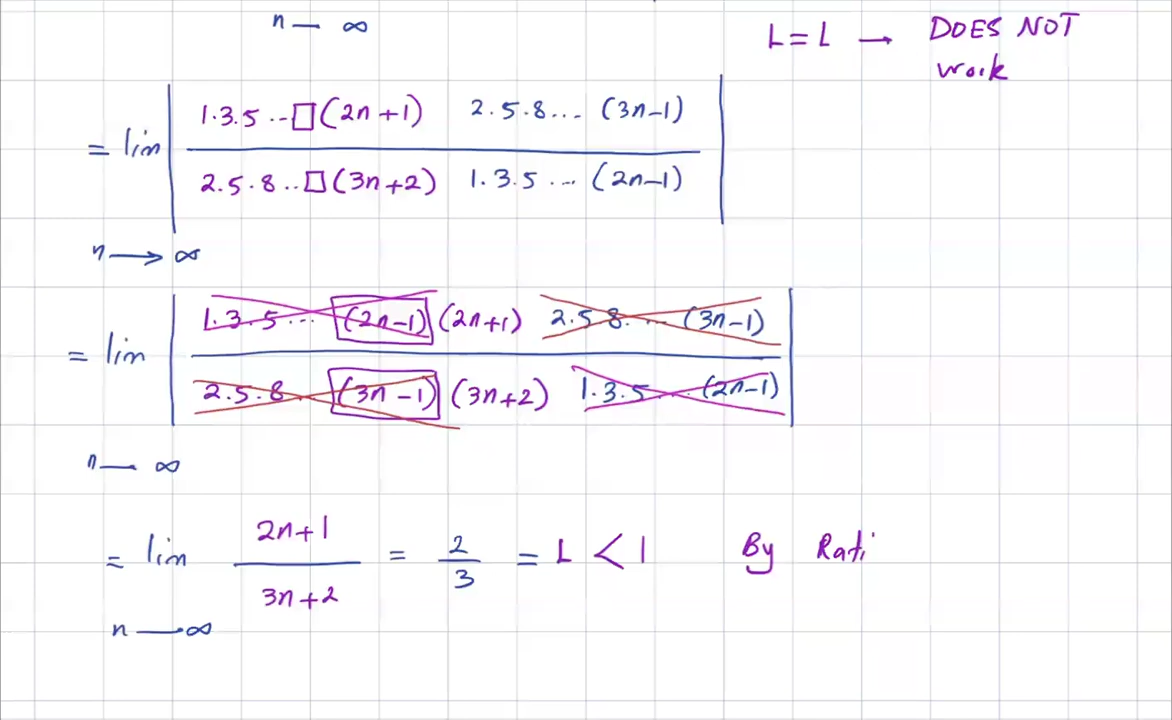 n — ∞
L = L → DOES NOT
work
= lim | 1.3.5 ..□(2n+1) 2.5.8... (3n−1) |
2.5.8..□(3n+2) 1.3.5 ... (2n−1)
n → ∞
= lim | 1.3.5... (2n−1) (2n+1) 2.5.8. ... (3n−1) |
2.5.8 (3n−1) (3n+2) 1.3.5 ... (2n−1)
n — ∞
= lim 2n+1 / 3n+2 = 2/3 = L < 1 By Rati
n — ∞